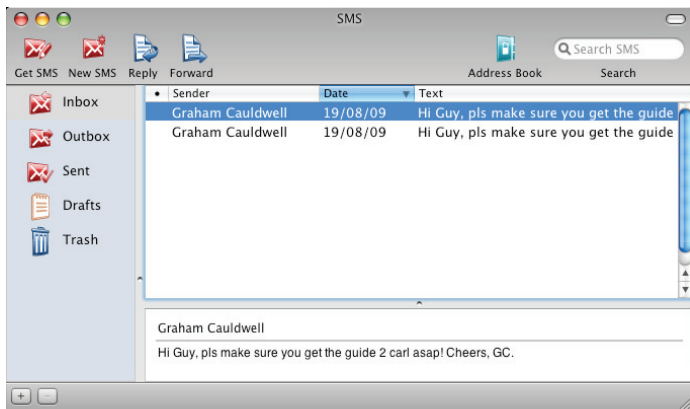 SMS
Get SMS New SMS Reply Forward Address Book Search
Search SMS
Inbox
Outbox
Sent
Drafts
Trash
• Sender Date Text
Graham Cauldwell 19/08/09 Hi Guy, pls make sure you get the guide
Graham Cauldwell 19/08/09 Hi Guy, pls make sure you get the guide
Graham Cauldwell
Hi Guy, pls make sure you get the guide 2 carl asap! Cheers, GC.